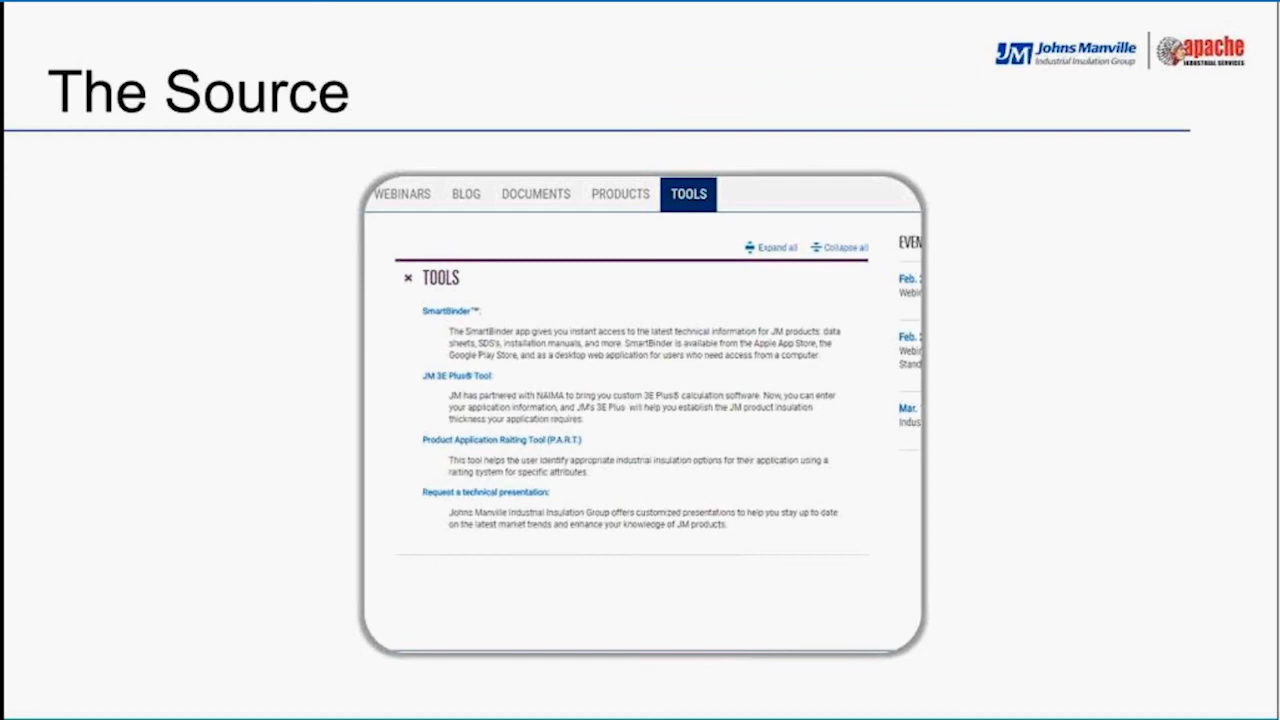 JM Johns Manville
Industrial Insulation Group
apache
INDUSTRIAL SERVICES
The Source
WEBINARS BLOG DOCUMENTS PRODUCTS TOOLS
Expand all Collapse all
TOOLS
SmartBinder™:
The SmartBinder app gives you instant access to the latest technical information for JM products: data
sheets, SDS's, installation manuals, and more. SmartBinder is available from the Apple App Store, the
Google Play Store, and as a desktop web application for users who need access from a computer.
JM 3E Plus® Tool:
JM has partnered with NAIMA to bring you custom 3E Plus® calculation software. Now, you can enter
your application information, and JM's 3E Plus will help you establish the JM product insulation
thickness your application requires.
Product Application Raiting Tool (P.A.R.T.)
This tool helps the user identify appropriate industrial insulation options for their application using a
raiting system for specific attributes.
Request a technical presentation:
Johns Manville Industrial Insulation Group offers customized presentations to help you stay up to date
on the latest market trends and enhance your knowledge of JM products.
EVEN
Feb. 2
Webin
Feb. 2
Webin
Stand
Mar.
Indus